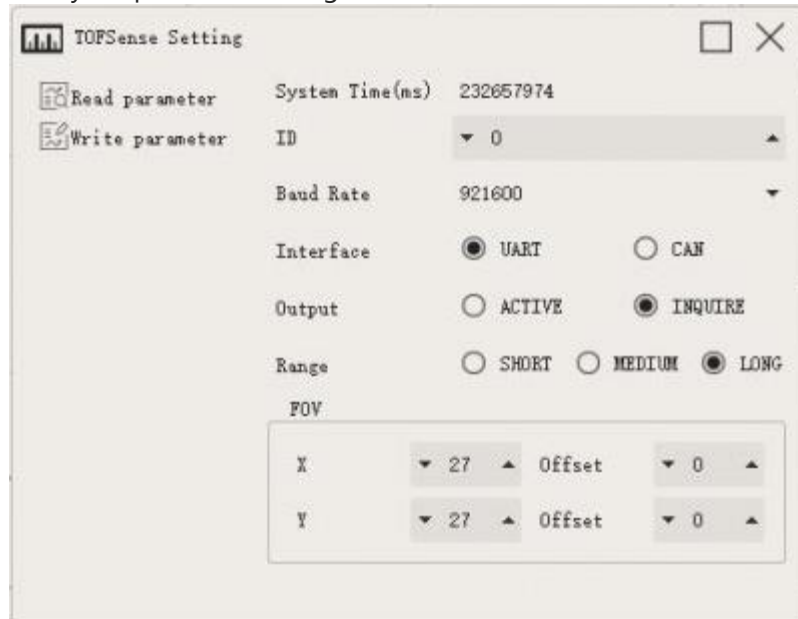 TOFSense Setting
Read parameter
Write parameter
System Time(ms) 232657974
ID 0
Baud Rate 921600
Interface UART CAN
Output ACTIVE INQUIRE
Range SHORT MEDIUM LONG
FOV
X 27 Offset 0
Y 27 Offset 0